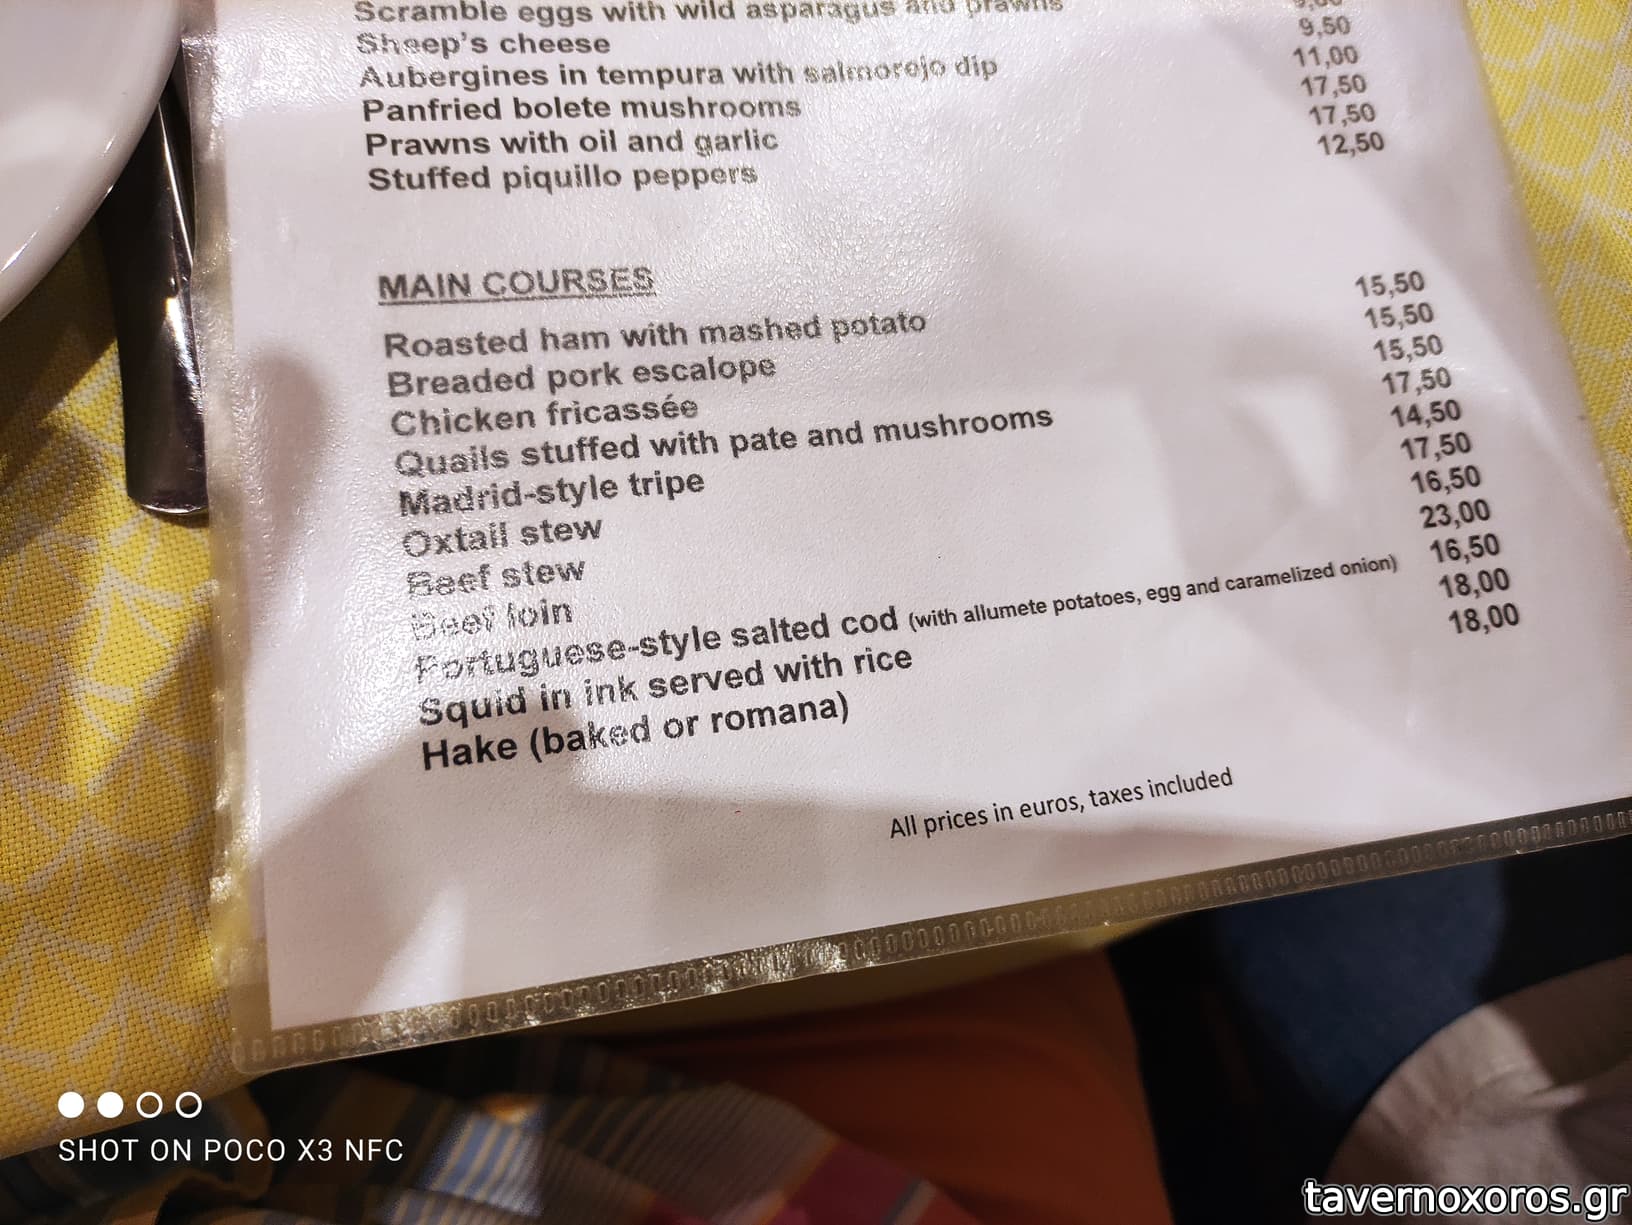 Scramble eggs with wild asparagus and prawns
Sheep's cheese 9,50
Aubergines in tempura with salmorejo dip 11,00
Panfried bolete mushrooms 17,50
Prawns with oil and garlic 17,50
Stuffed piquillo peppers 12,50
MAIN COURSES
Roasted ham with mashed potato 15,50
Breaded pork escalope 15,50
Chicken fricassée 15,50
Quails stuffed with pate and mushrooms 17,50
Madrid-style tripe 14,50
Oxtail stew 17,50
Beef stew 16,50
Beef loin 23,00
Portuguese-style salted cod (with allumete potatoes, egg and caramelized onion) 16,50
Squid in ink served with rice 18,00
Hake (baked or romana) 18,00
All prices in euros, taxes included
SHOT ON POCO X3 NFC
tavernoxoros.gr